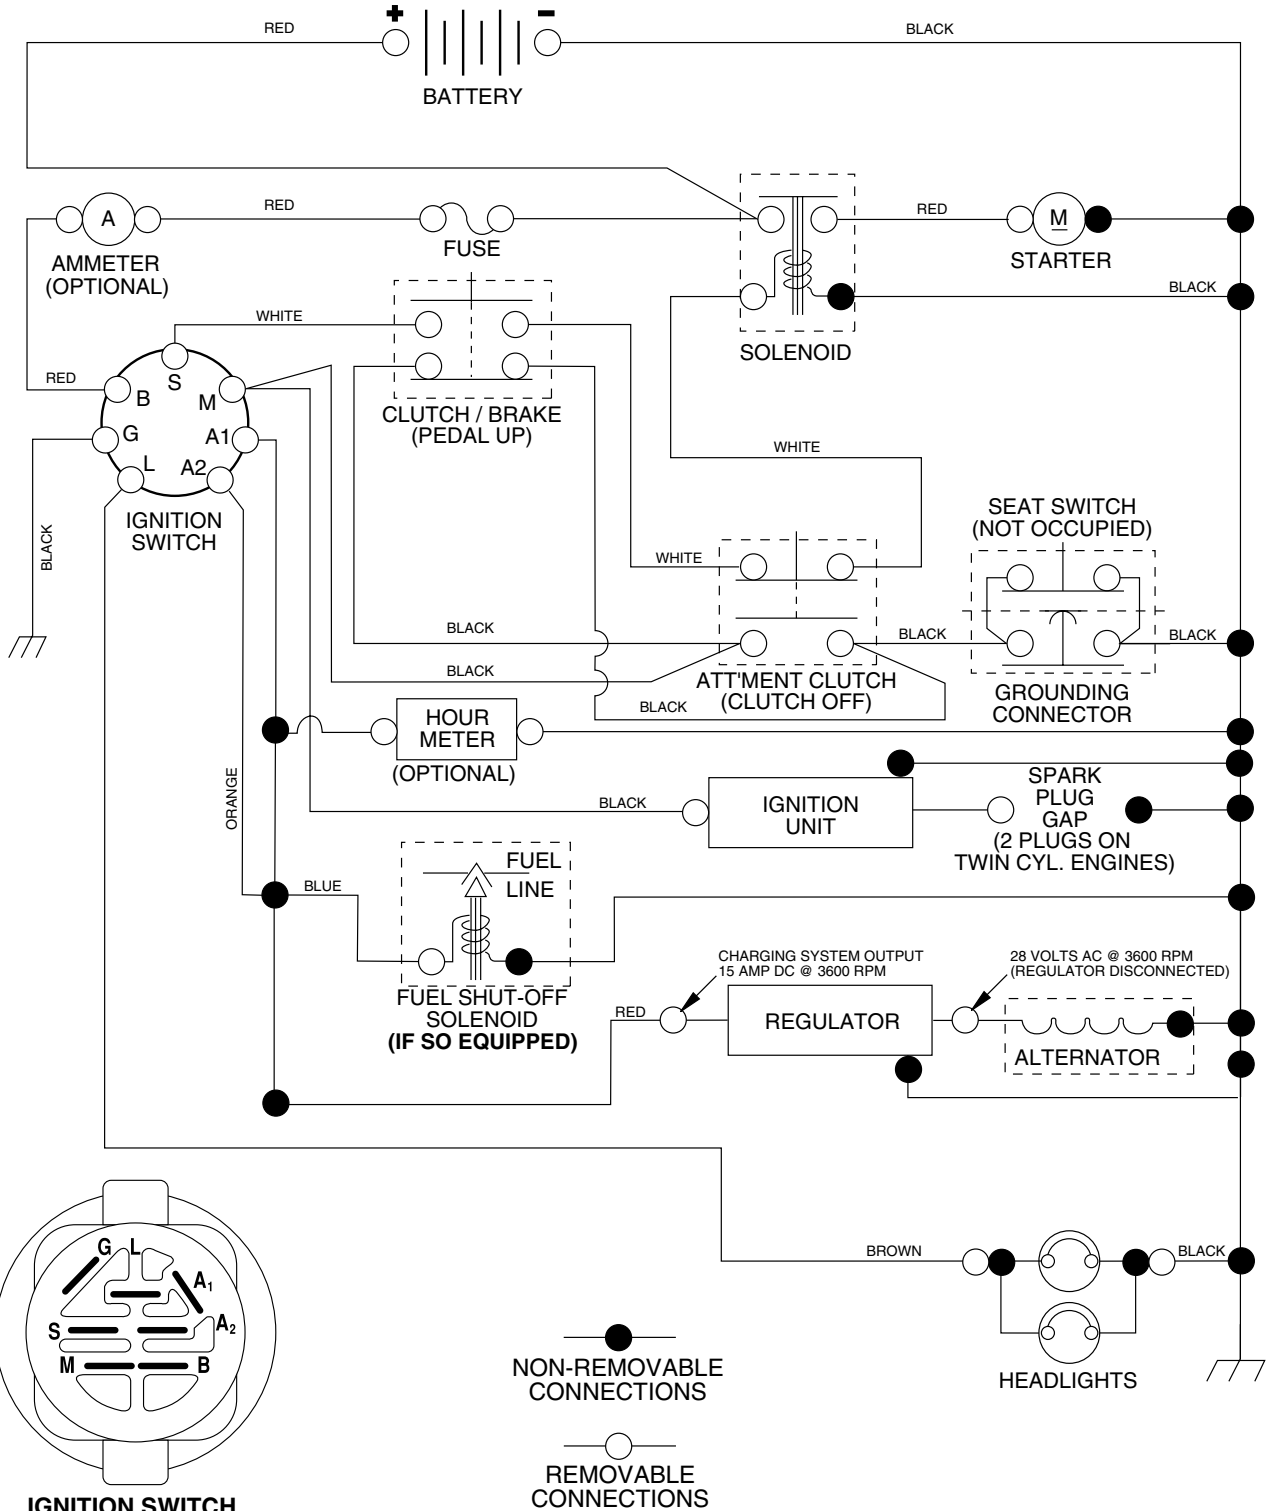 +
−
RED
BLACK
BATTERY
A
RED
AMMETER
(OPTIONAL)
FUSE
RED
M
STARTER
BLACK
SOLENOID
WHITE
RED
S
B
M
G
A1
L
A2
IGNITION
SWITCH
CLUTCH / BRAKE
(PEDAL UP)
WHITE
BLACK
SEAT SWITCH
(NOT OCCUPIED)
WHITE
BLACK
BLACK
BLACK
BLACK
ATT'MENT CLUTCH
(CLUTCH OFF)
GROUNDING
CONNECTOR
BLACK
HOUR
METER
(OPTIONAL)
ORANGE
BLACK
IGNITION
UNIT
SPARK
PLUG
GAP
(2 PLUGS ON
TWIN CYL. ENGINES)
BLUE
FUEL
LINE
FUEL SHUT-OFF
SOLENOID
(IF SO EQUIPPED)
CHARGING SYSTEM OUTPUT
15 AMP DC @ 3600 RPM
28 VOLTS AC @ 3600 RPM
(REGULATOR DISCONNECTED)
RED
REGULATOR
ALTERNATOR
BROWN
BLACK
HEADLIGHTS
G
L
A1
S
A2
M
B
IGNITION SWITCH
NON-REMOVABLE
CONNECTIONS
REMOVABLE
CONNECTIONS